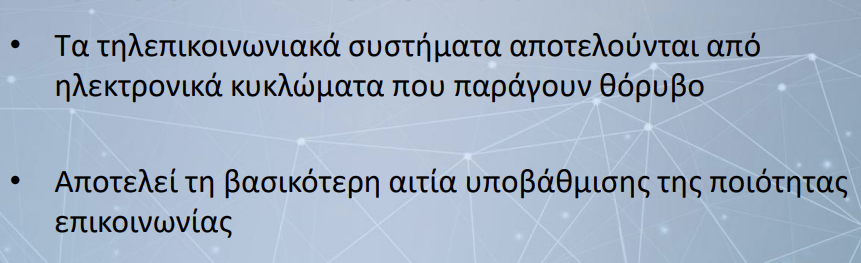 • Τα τηλεπικοινωνιακά συστήματα αποτελούνται από
ηλεκτρονικά κυκλώματα που παράγουν θόρυβο
• Αποτελεί τη βασικότερη αιτία υποβάθμισης της ποιότητας
επικοινωνίας